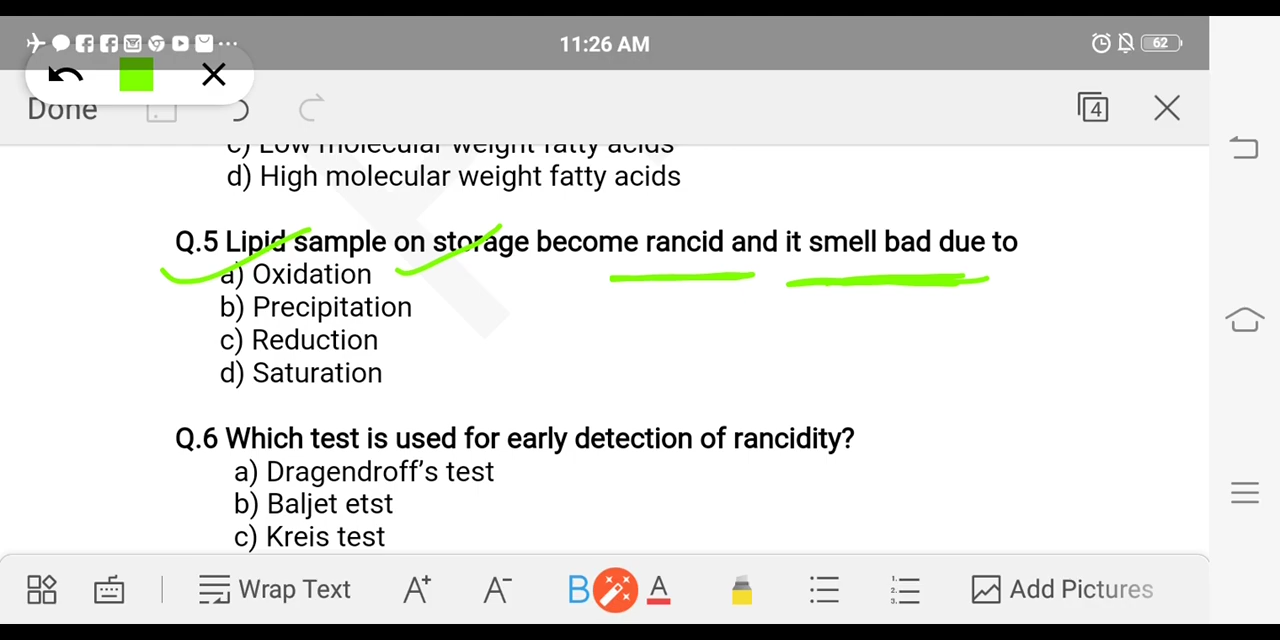 11:26 AM
62
Done
4
c) Low molecular weight fatty acids
d) High molecular weight fatty acids
Q.5 Lipid sample on storage become rancid and it smell bad due to
a) Oxidation
b) Precipitation
c) Reduction
d) Saturation
Q.6 Which test is used for early detection of rancidity?
a) Dragendroff's test
b) Baljet etst
c) Kreis test
Wrap Text
A+
A-
B
A
Add Pictures